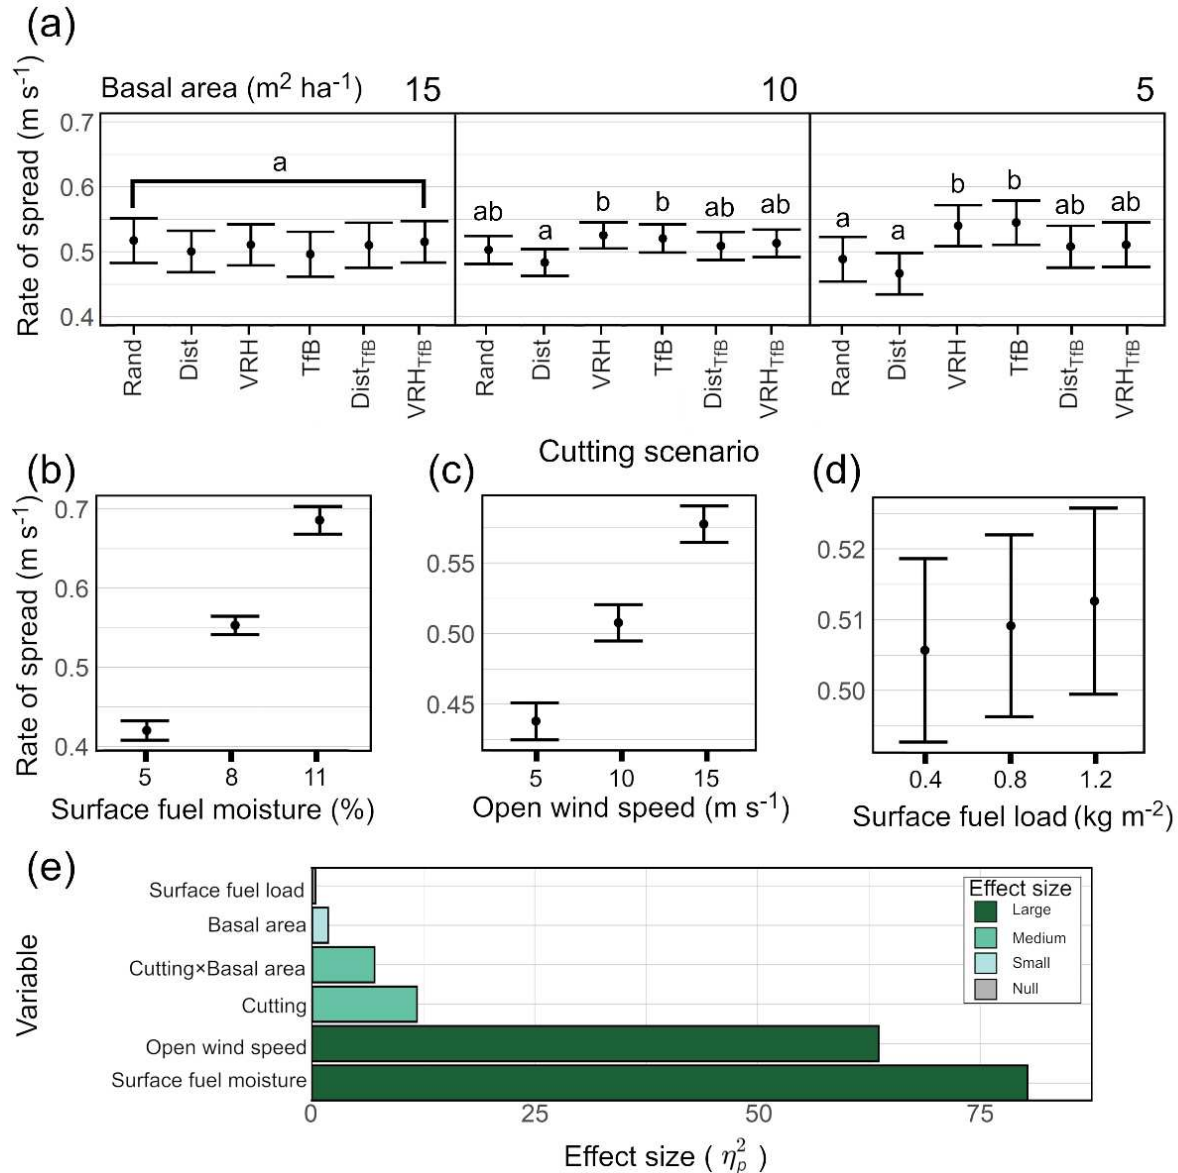 (a)
Rate of spread (m s-1)
Basal area (m2 ha-1) 15 10 5
0.7
0.6
0.5
0.4
a
ab a b b ab ab
a a b b ab ab
Rand Dist VRH TfB DistTfB VRHTfB
Rand Dist VRH TfB DistTfB VRHTfB
Rand Dist VRH TfB DistTfB VRHTfB
Cutting scenario
(b)
Rate of spread (m s-1)
0.7
0.6
0.5
0.4
5 8 11
Surface fuel moisture (%)
(c)
0.55
0.50
0.45
5 10 15
Open wind speed (m s-1)
(d)
0.52
0.51
0.50
0.4 0.8 1.2
Surface fuel load (kg m-2)
(e)
Variable
Surface fuel load
Basal area
Cutting×Basal area
Cutting
Open wind speed
Surface fuel moisture
Effect size
Large
Medium
Small
Null
0 25 50 75
Effect size ( η2p )